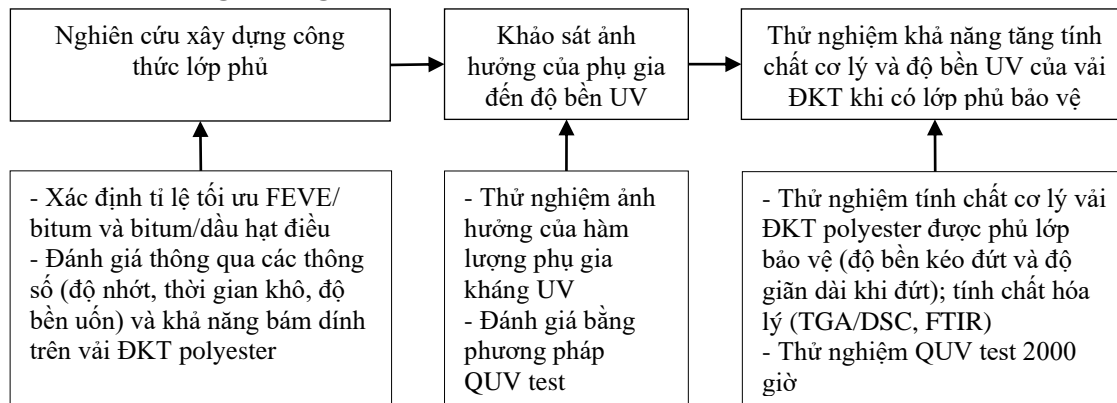 Nghiên cứu xây dựng công
thức lớp phủ
Khảo sát ảnh
hưởng của phụ gia
đến độ bền UV
Thử nghiệm khả năng tăng tính
chất cơ lý và độ bền UV của vải
ĐKT khi có lớp phủ bảo vệ
- Xác định tỉ lệ tối ưu FEVE/
bitum và bitum/dầu hạt điều
- Đánh giá thông qua các thông
số (độ nhớt, thời gian khô, độ
bền uốn) và khả năng bám dính
trên vải ĐKT polyester
- Thử nghiệm ảnh
hưởng của hàm
lượng phụ gia
kháng UV
- Đánh giá bằng
phương pháp
QUV test
- Thử nghiệm tính chất cơ lý vải
ĐKT polyester được phủ lớp
bảo vệ (độ bền kéo đứt và độ
giãn dài khi đứt); tính chất hóa
lý (TGA/DSC, FTIR)
- Thử nghiệm QUV test 2000
giờ